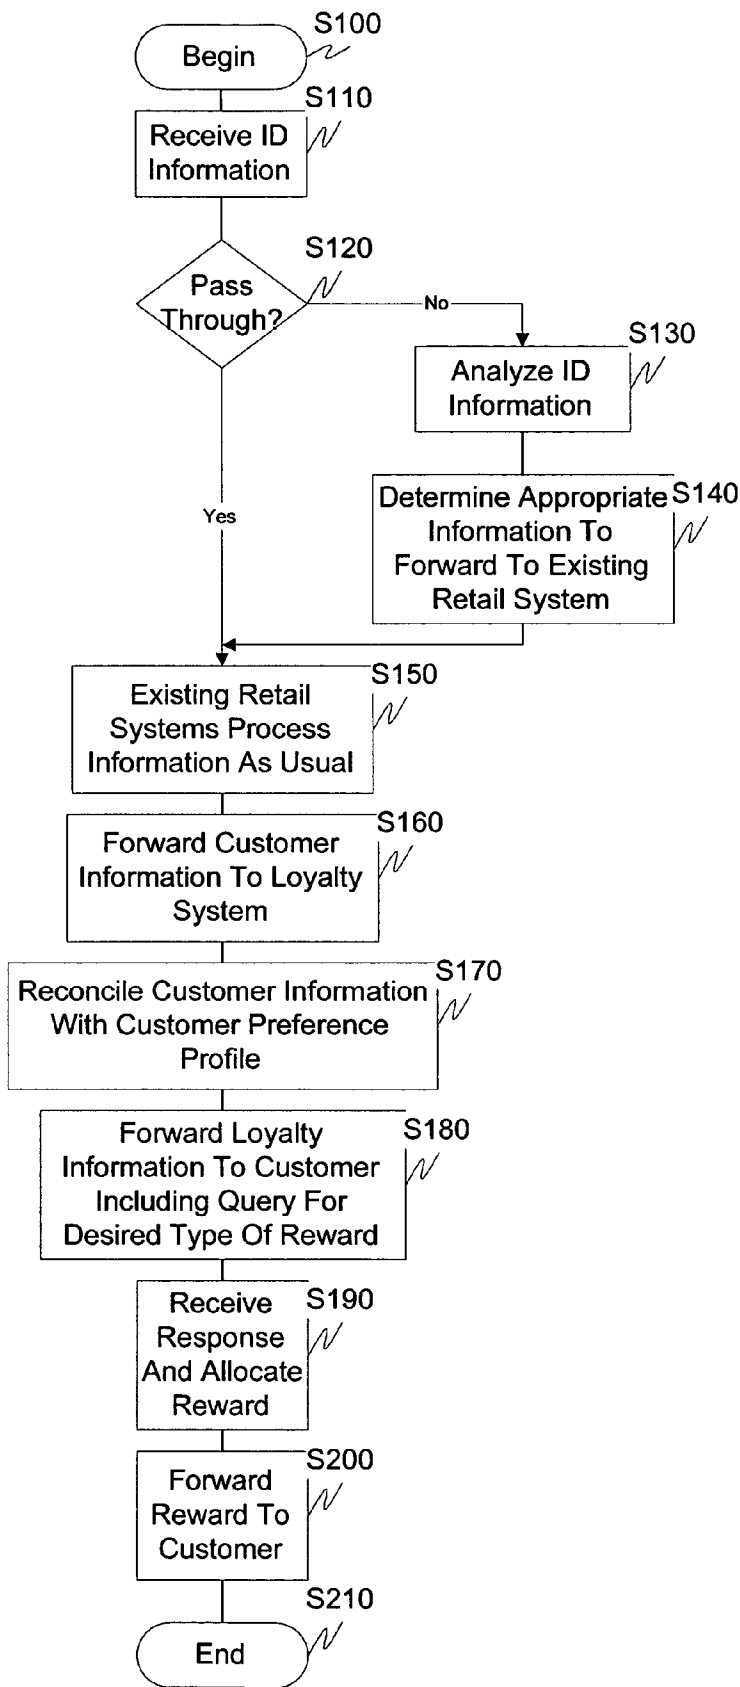 S100
Begin
S110
Receive ID
Information
S120
Pass
Through?
No
S130
Analyze ID
Information
S140
Determine Appropriate
Information To
Forward To Existing
Retail System
Yes
S150
Existing Retail
Systems Process
Information As Usual
S160
Forward Customer
Information To Loyalty
System
S170
Reconcile Customer Information
With Customer Preference
Profile
S180
Forward Loyalty
Information To Customer
Including Query For
Desired Type Of Reward
S190
Receive
Response
And Allocate
Reward
S200
Forward
Reward To
Customer
S210
End